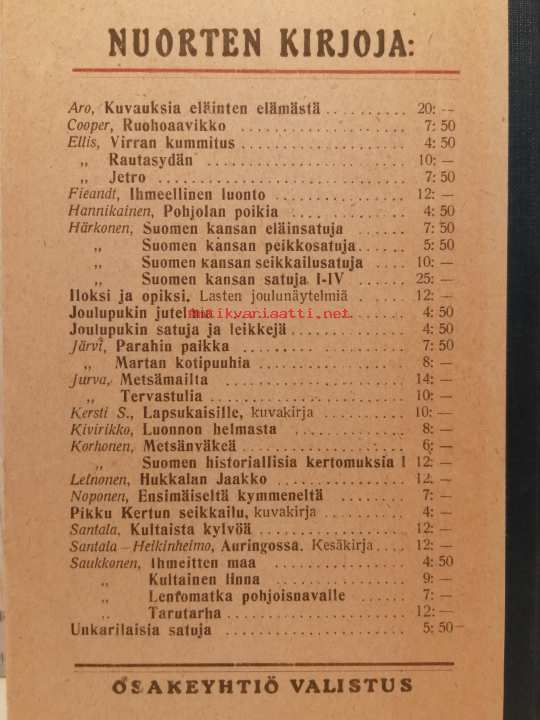 NUORTEN KIRJOJA:
Aro, Kuvauksia eläinten elämästä .......... 20: —
Cooper, Ruohoaavikko .......... 7: 50
Ellis, Virran kummitus .......... 4: 50
„ Rautasydän .......... 10: —
„ Jetro .......... 7: 50
Fieandt, Ihmeellinen luonto .......... 12: —
Hannikainen, Pohjolan poikia .......... 4: 50
Härkonen, Suomen kansan eläinsatuja .... 7: 50
„ Suomen kansan peikkosatuja ..... 5: 50
„ Suomen kansan seikkailusatuja .... 10: —
„ Suomen kansan satuja I-IV ..... 25: —
Iloksi ja opiksi. Lasten joulunäytelmiä . ..... 12: —
Joulupukin jutelmia .......... 4: 50
Joulupukin satuja ja leikkejä .......... 4: 50
Järvi, Parahin paikka .......... 7: 50
„ Martan kotipuuhia .......... 8: —
Jurva, Metsämailta .......... 14: —
„ Tervastulia .......... 10: —
Kersti S., Lapsukaisille, kuvakirja .......... 10: —
Kivirikko, Luonnon helmasta .......... 8: —
Korhonen, Metsänväkeä .......... 6: —
„ Suomen historiallisia kertomuksia I 12: —
Leinonen, Hukkalan Jaakko .......... 12. —
Noponen, Ensimäiseltä kymmeneltä ....... 7: —
Pikku Kertun seikkailu, kuvakirja .......... 4: —
Santala, Kultaista kylvöä .......... 12: —
Santala—Heikinheimo, Auringossa. Kesäkirja .... 12: —
Saukkonen, Ihmeitten maa .......... 4: 50
„ Kultainen linna .......... 9: —
„ Lentomatka pohjoisnavalle ...... 7: —
„ Tarutarha .......... 12: —
Unkarilaisia satuja .......... 5: 50
OSAKEYHTIÖ VALISTUS
antikvariaatti.net